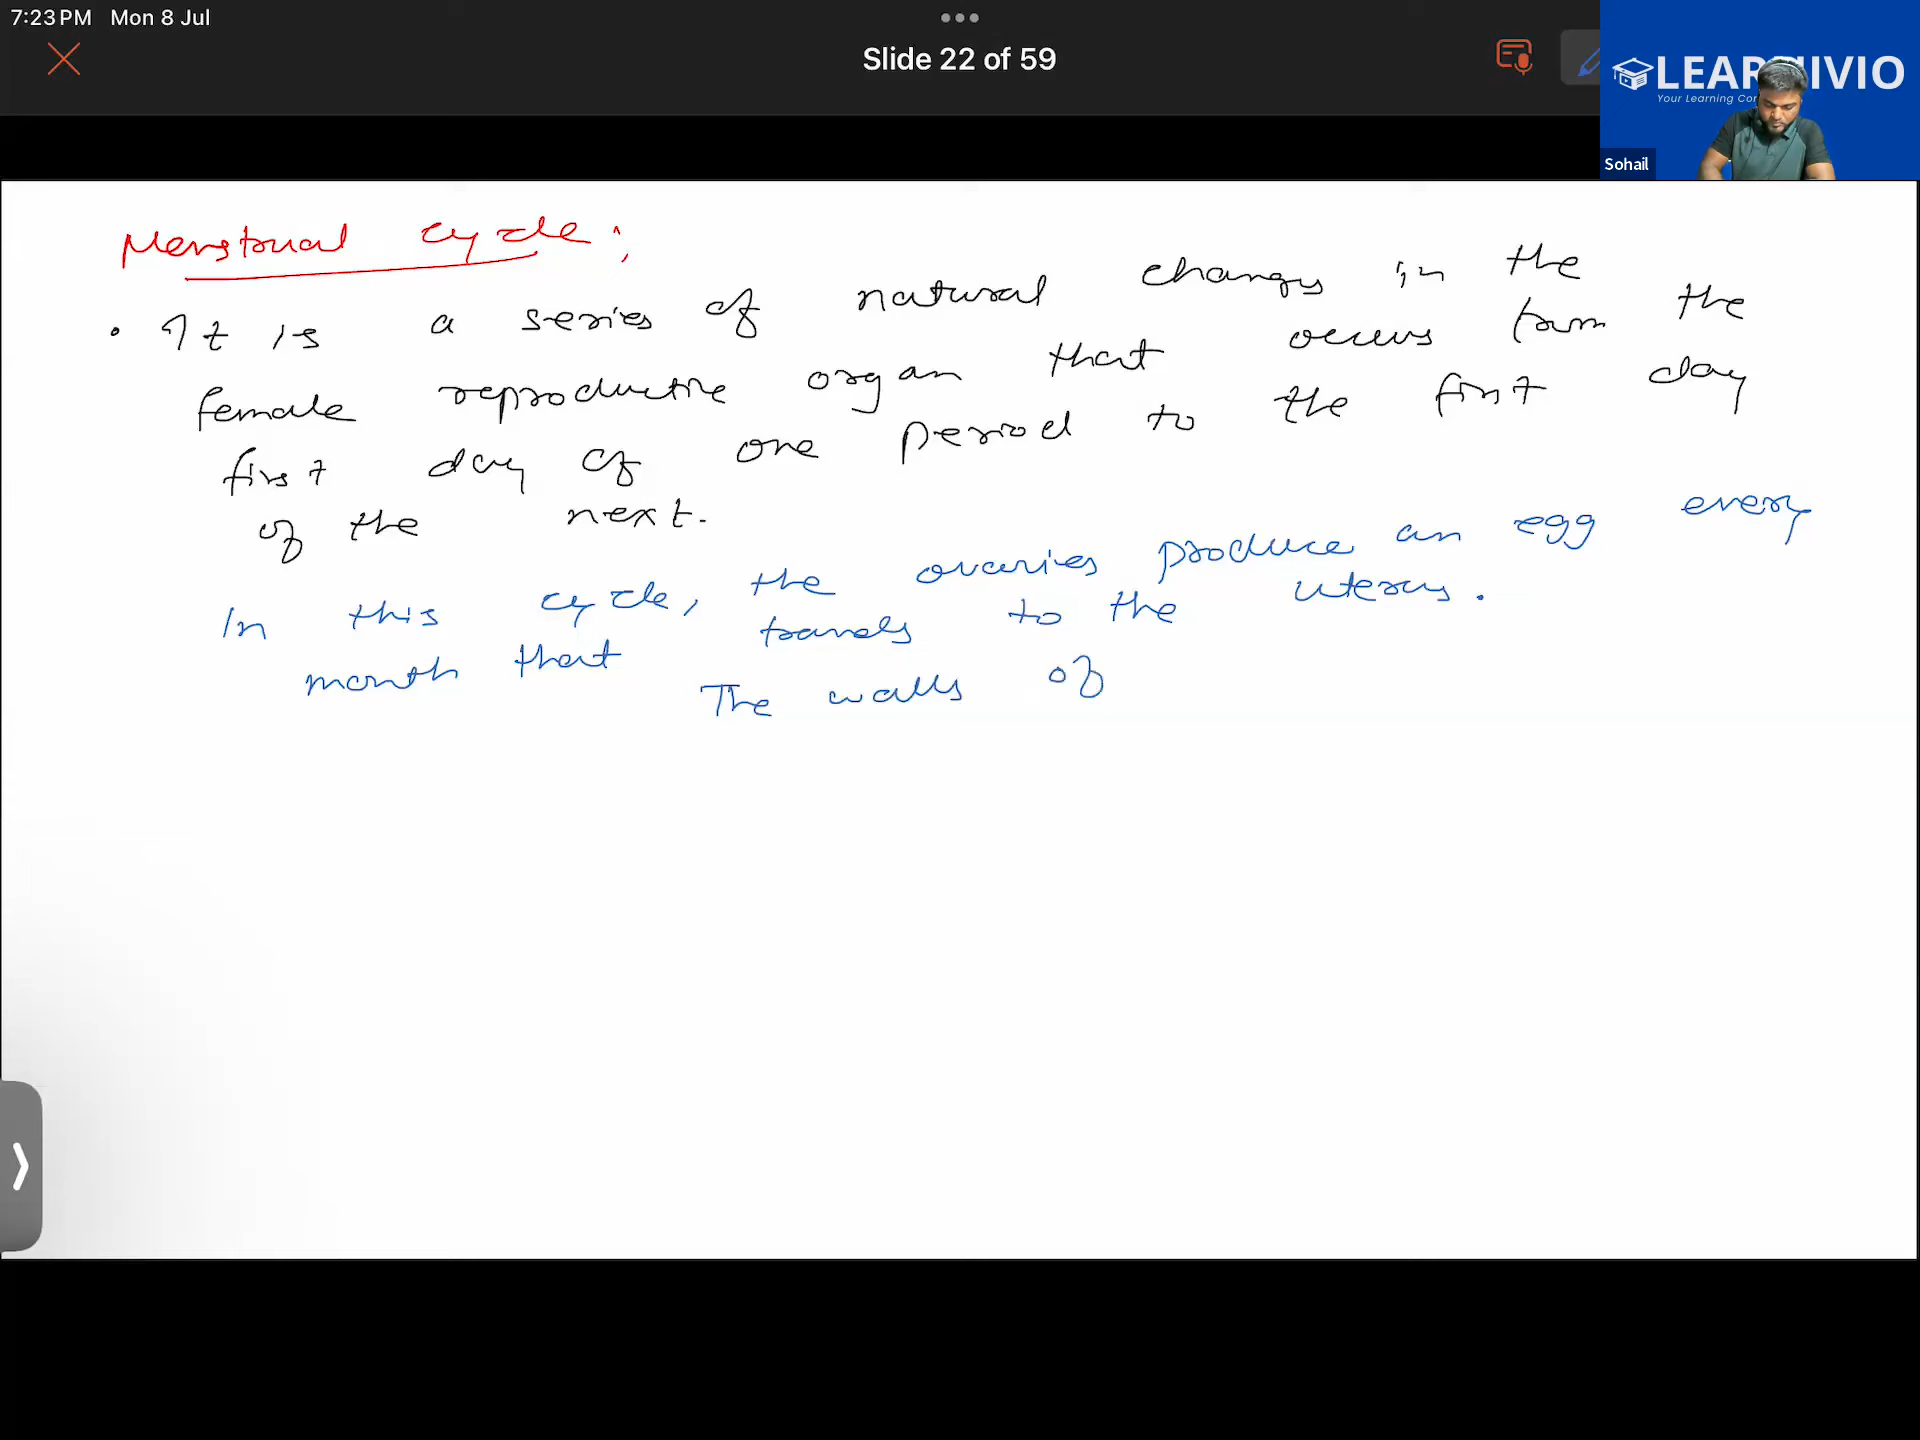 7:23 PM Mon 8 Jul
Slide 22 of 59
LEARNIVIO
Your Learning Cor
Sohail
Menstrual cycle:
• It is a series of natural changes in the
female reproductive organ that occurs from the
first day of one period to the first day
of the next.
In this cycle, the ovaries produce an egg every
month that travels to the uterus.
The walls of